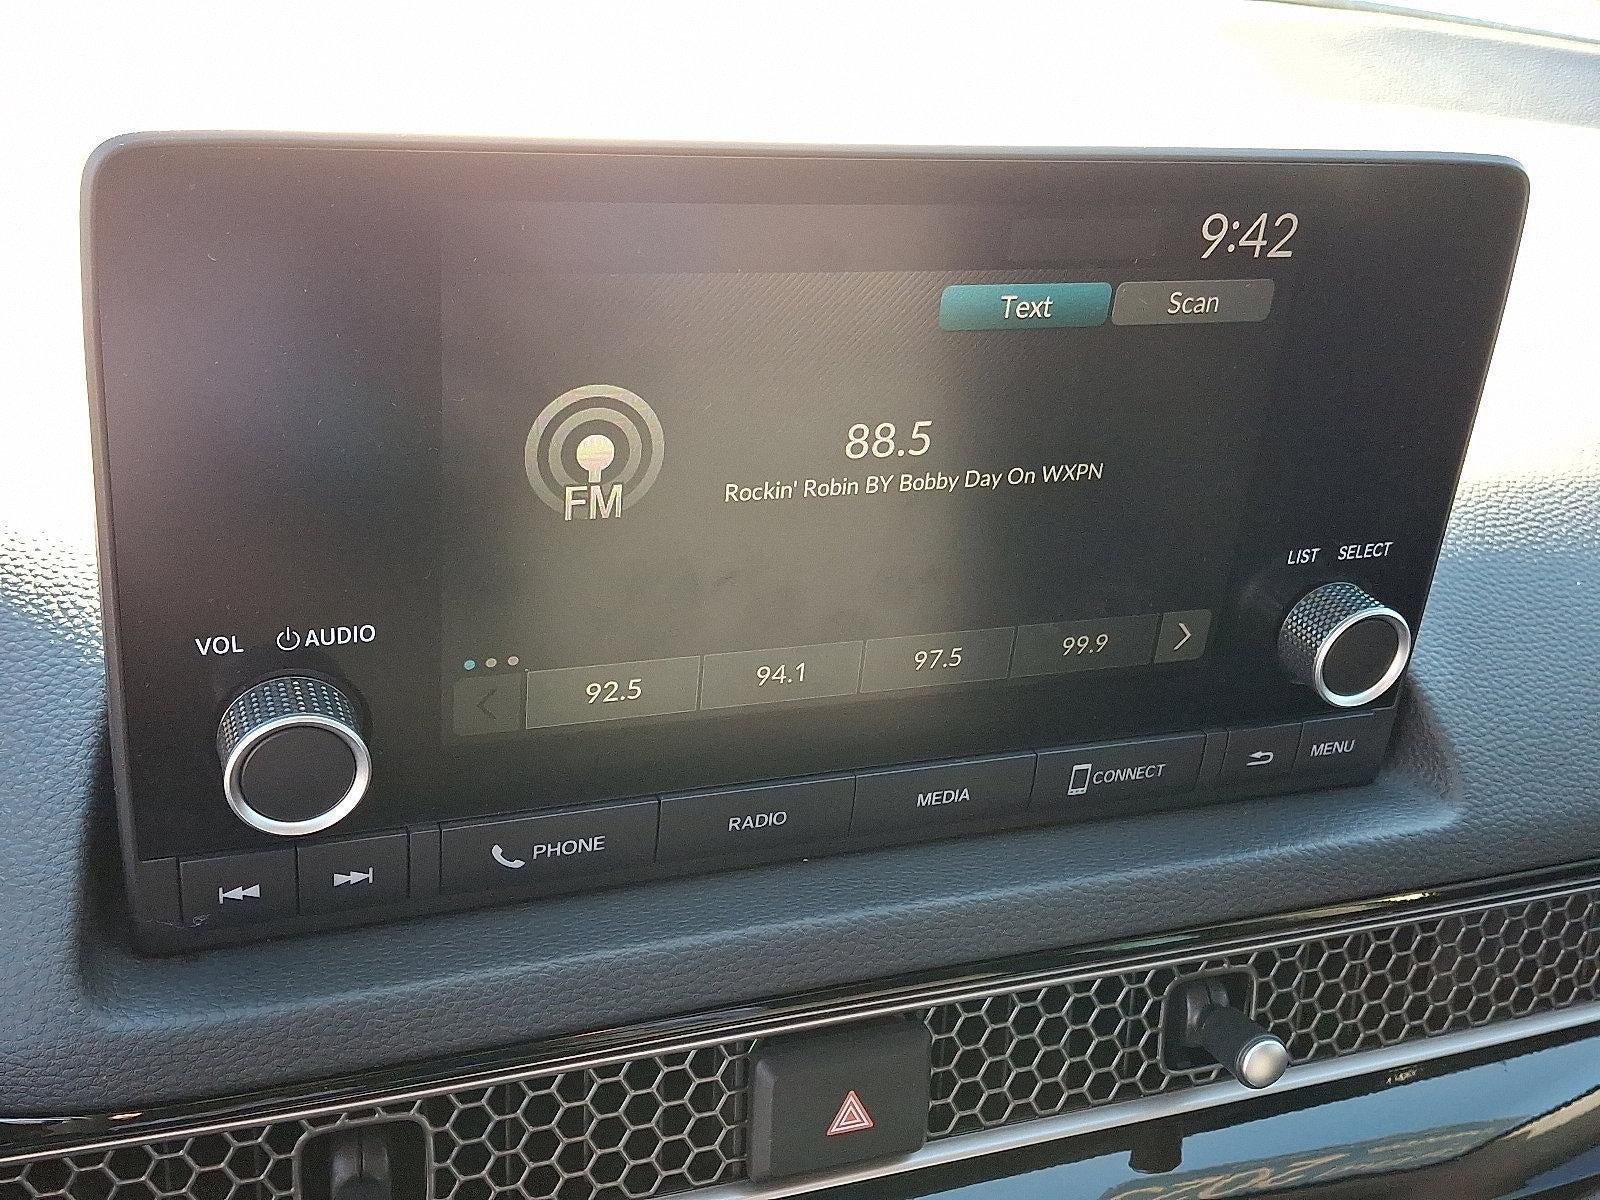 9:42
Text Scan
88.5
FM
Rockin' Robin BY Bobby Day On WXPN
LIST SELECT
VOL AUDIO
92.5 94.1 97.5 99.9
PHONE RADIO MEDIA CONNECT MENU